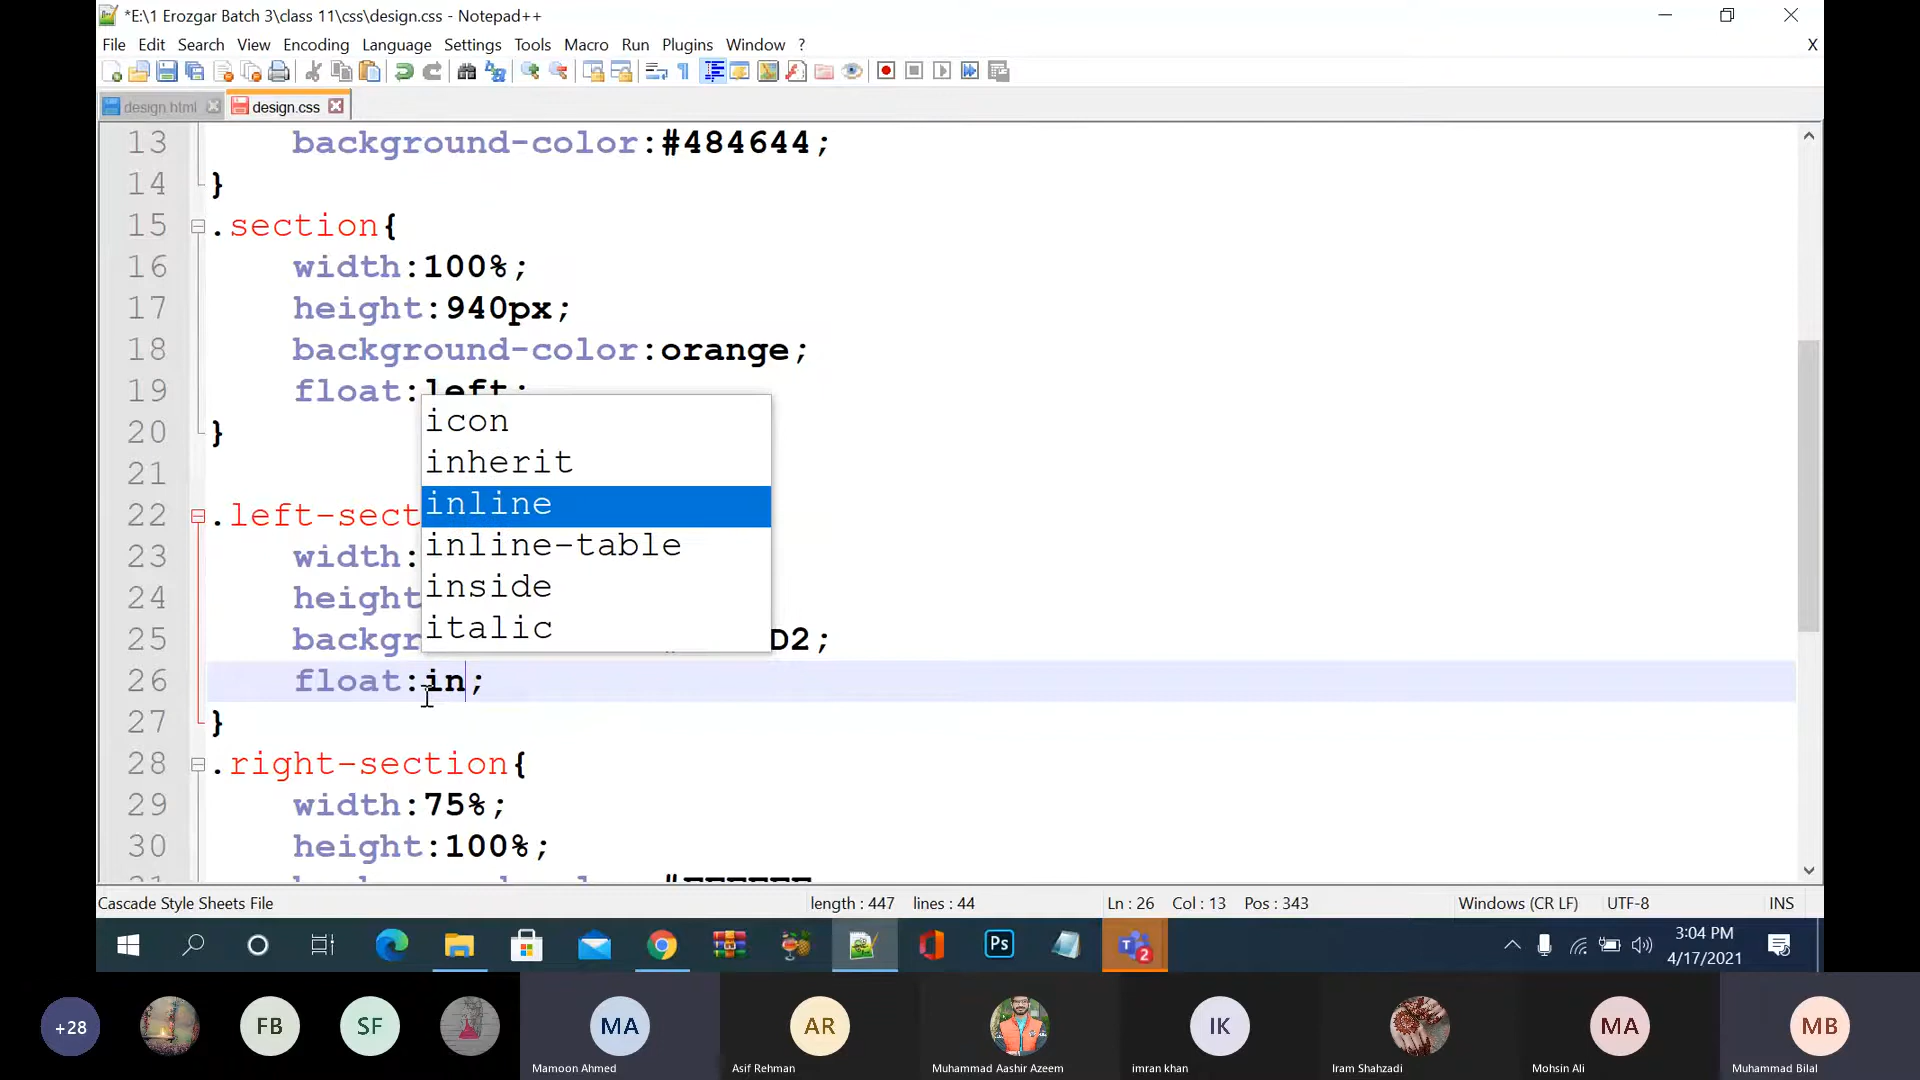 *E:\1 Erozgar Batch 3\class 11\css\design.css - Notepad++
File Edit Search View Encoding Language Settings Tools Macro Run Plugins Window ? X
design.html design.css
13 background-color:#484644;
14 }
15 .section{
16 width:100%;
17 height:940px;
18 background-color:orange;
19 float:left;
20 }
21
22 .left-sect
23 width:
24 height
25 backgr D2;
26 float:in;
27 }
28 .right-section{
29 width:75%;
30 height:100%;
icon
inherit
inline
inline-table
inside
italic
Cascade Style Sheets File length : 447 lines : 44 Ln : 26 Col : 13 Pos : 343 Windows (CR LF) UTF-8 INS
Ps 2 3:04 PM
4/17/2021
+28 FB SF MA AR IK MA MB
Mamoon Ahmed Asif Rehman Muhammad Aashir Azeem imran khan Iram Shahzadi Mohsin Ali Muhammad Bilal